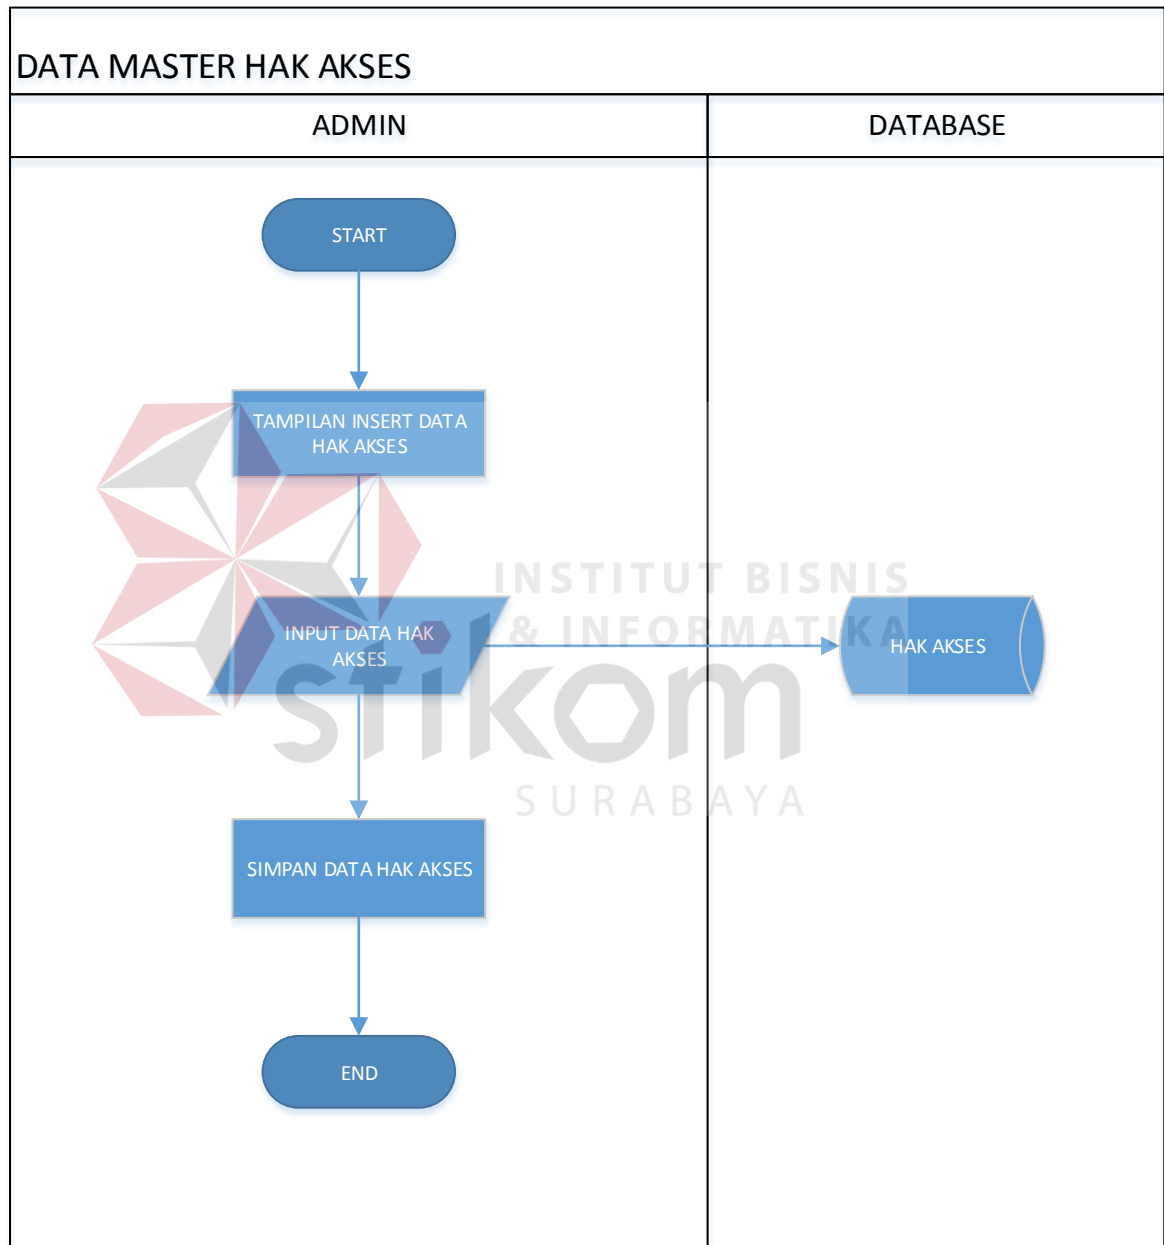 DATA MASTER HAK AKSES
ADMIN
DATABASE
START
TAMPILAN INSERT DATA
HAK AKSES
INPUT DATA HAK
AKSES
HAK AKSES
SIMPAN DATA HAK AKSES
END
INSTITUT BISNIS
& INFORMATIKA
stikom
SURABAYA